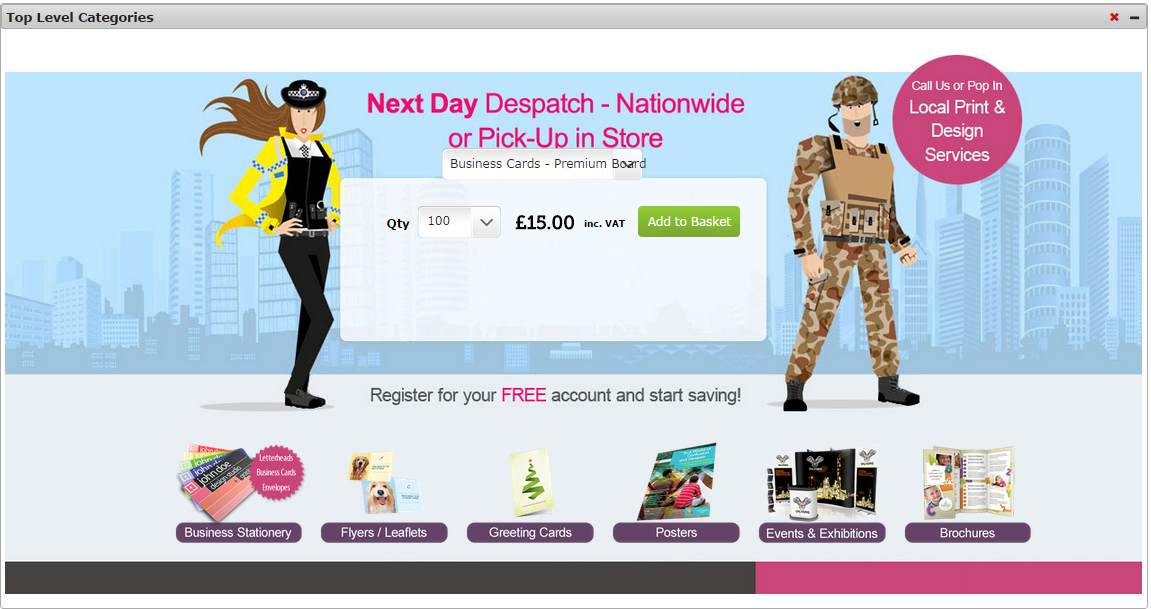 Top Level Categories
Next Day Despatch - Nationwide
or Pick-Up in Store
Call Us or Pop In
Local Print &
Design
Services
Business Cards - Premium Board
Qty 100 £15.00 inc. VAT Add to Basket
Register for your FREE account and start saving!
Letterheads
Business Cards
Envelopes
john doe
Business Stationery
Flyers / Leaflets
Greeting Cards
Posters
Events & Exhibitions
Brochures